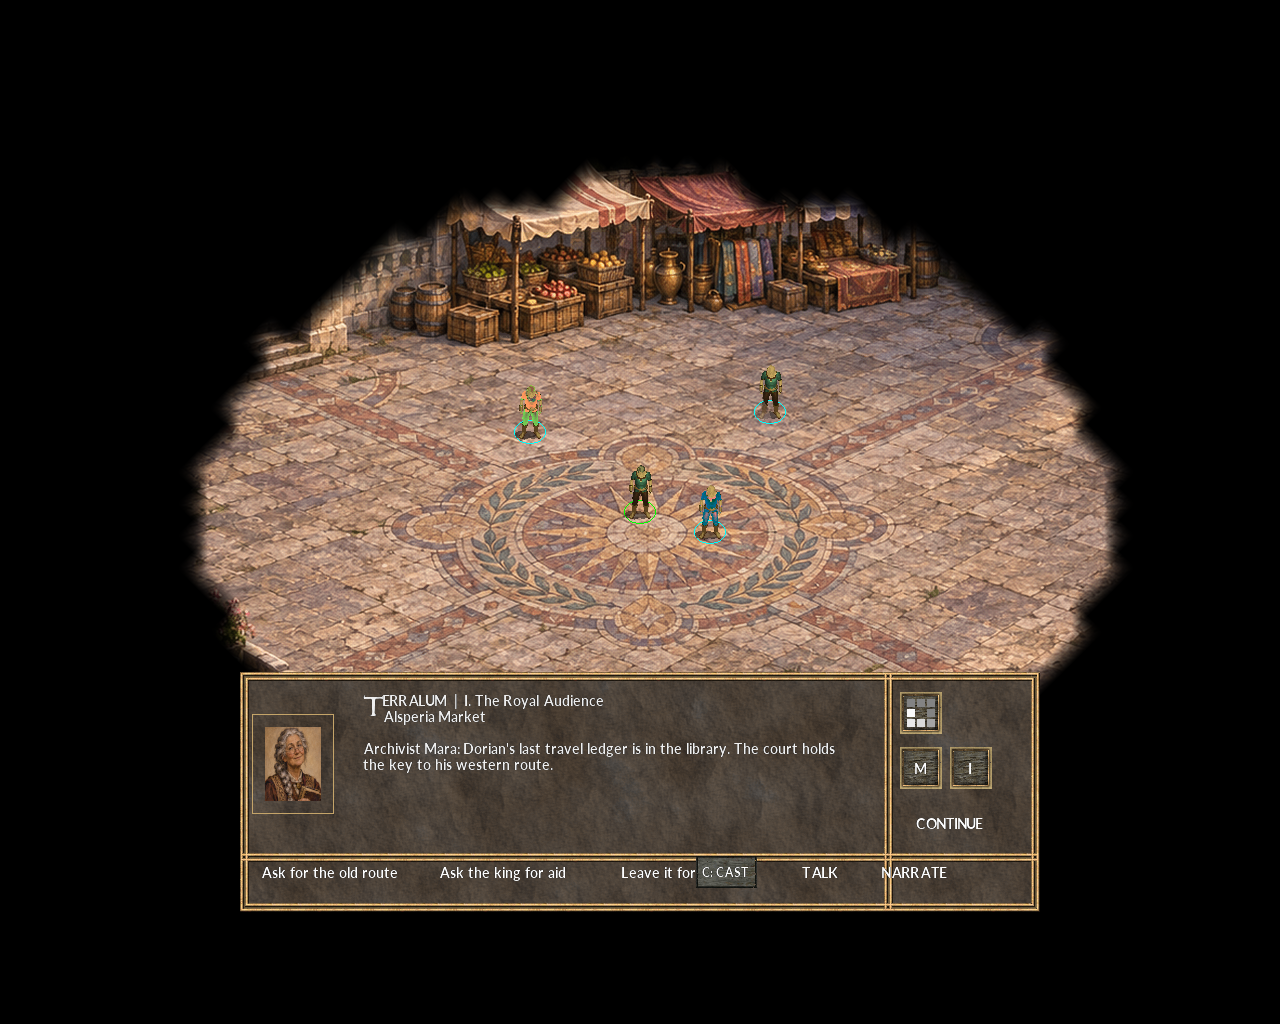 TERRALUM | I. The Royal Audience
Alsperia Market
Archivist Mara: Dorian's last travel ledger is in the library. The court holds
the key to his western route.
M I
CONTINUE
Ask for the old route Ask the king for aid Leave it for C: CAST TALK NARRATE